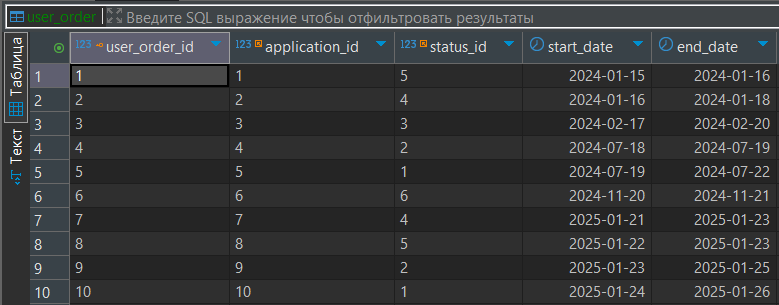 user_order Введите SQL выражение чтобы отфильтровать результаты
Таблица
Текст
123 user_order_id 123 application_id 123 status_id start_date end_date
1 1 1 5 2024-01-15 2024-01-16
2 2 2 4 2024-01-16 2024-01-18
3 3 3 3 2024-02-17 2024-02-20
4 4 4 2 2024-07-18 2024-07-19
5 5 5 1 2024-07-19 2024-07-22
6 6 6 6 2024-11-20 2024-11-21
7 7 7 4 2025-01-21 2025-01-23
8 8 8 5 2025-01-22 2025-01-23
9 9 9 2 2025-01-23 2025-01-25
10 10 10 1 2025-01-24 2025-01-26